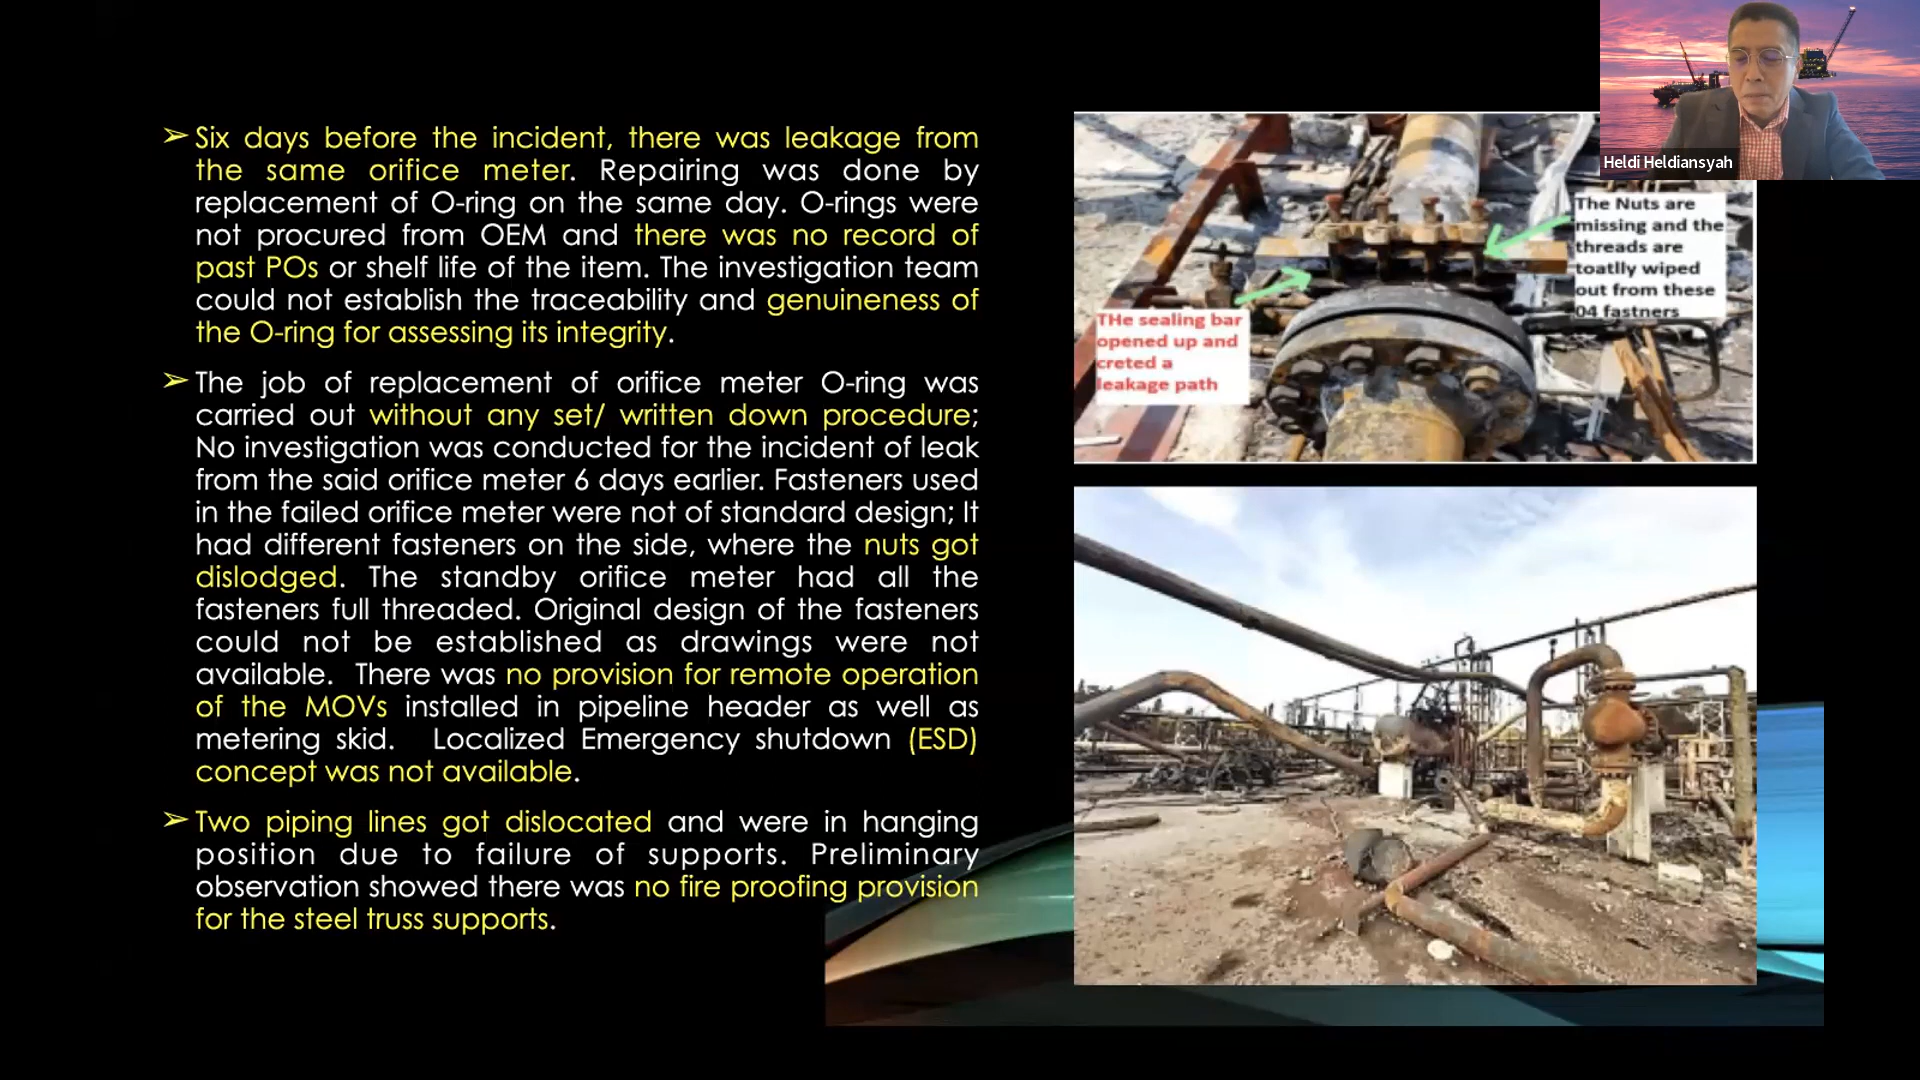 ➢ Six days before the incident, there was leakage from
the same orifice meter. Repairing was done by
replacement of O-ring on the same day. O-rings were
not procured from OEM and there was no record of
past POs or shelf life of the item. The investigation team
could not establish the traceability and genuineness of
the O-ring for assessing its integrity.
➢ The job of replacement of orifice meter O-ring was
carried out without any set/ written down procedure;
No investigation was conducted for the incident of leak
from the said orifice meter 6 days earlier. Fasteners used
in the failed orifice meter were not of standard design; It
had different fasteners on the side, where the nuts got
dislodged. The standby orifice meter had all the
fasteners full threaded. Original design of the fasteners
could not be established as drawings were not
available. There was no provision for remote operation
of the MOVs installed in pipeline header as well as
metering skid. Localized Emergency shutdown (ESD)
concept was not available.
➢ Two piping lines got dislocated and were in hanging
position due to failure of supports. Preliminary
observation showed there was no fire proofing provision
for the steel truss supports.
Heldi Heldiansyah
The Nuts are
missing and the
threads are
toatlly wiped
out from these
04 fastners
THe sealing bar
opened up and
creted a
leakage path